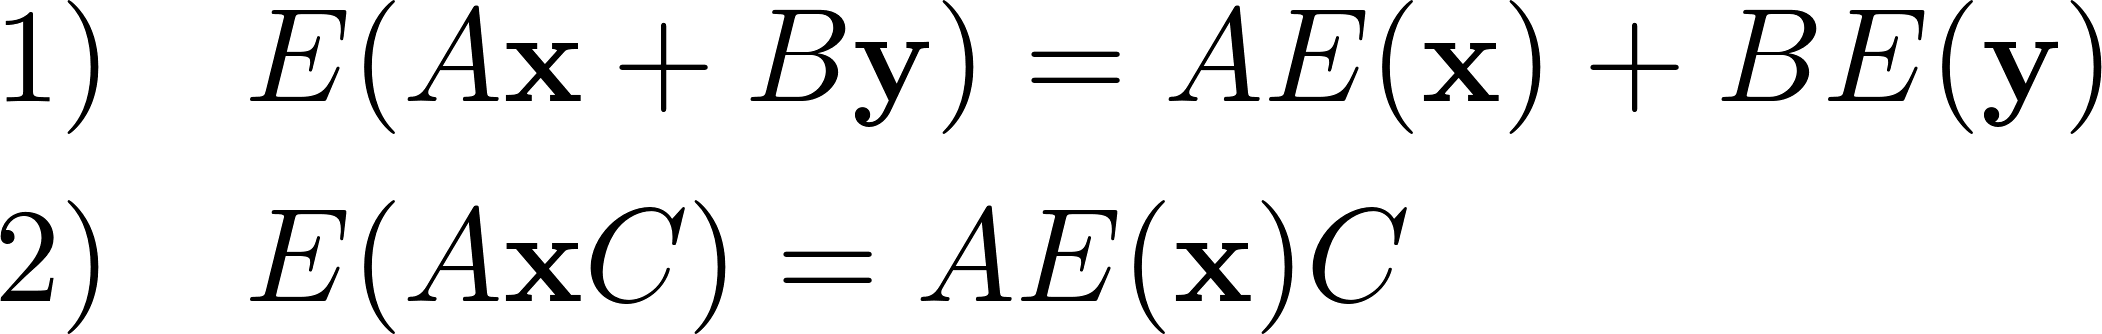 1) E(Ax + By) = AE(x) + BE(y)
2) E(AxC) = AE(x)C